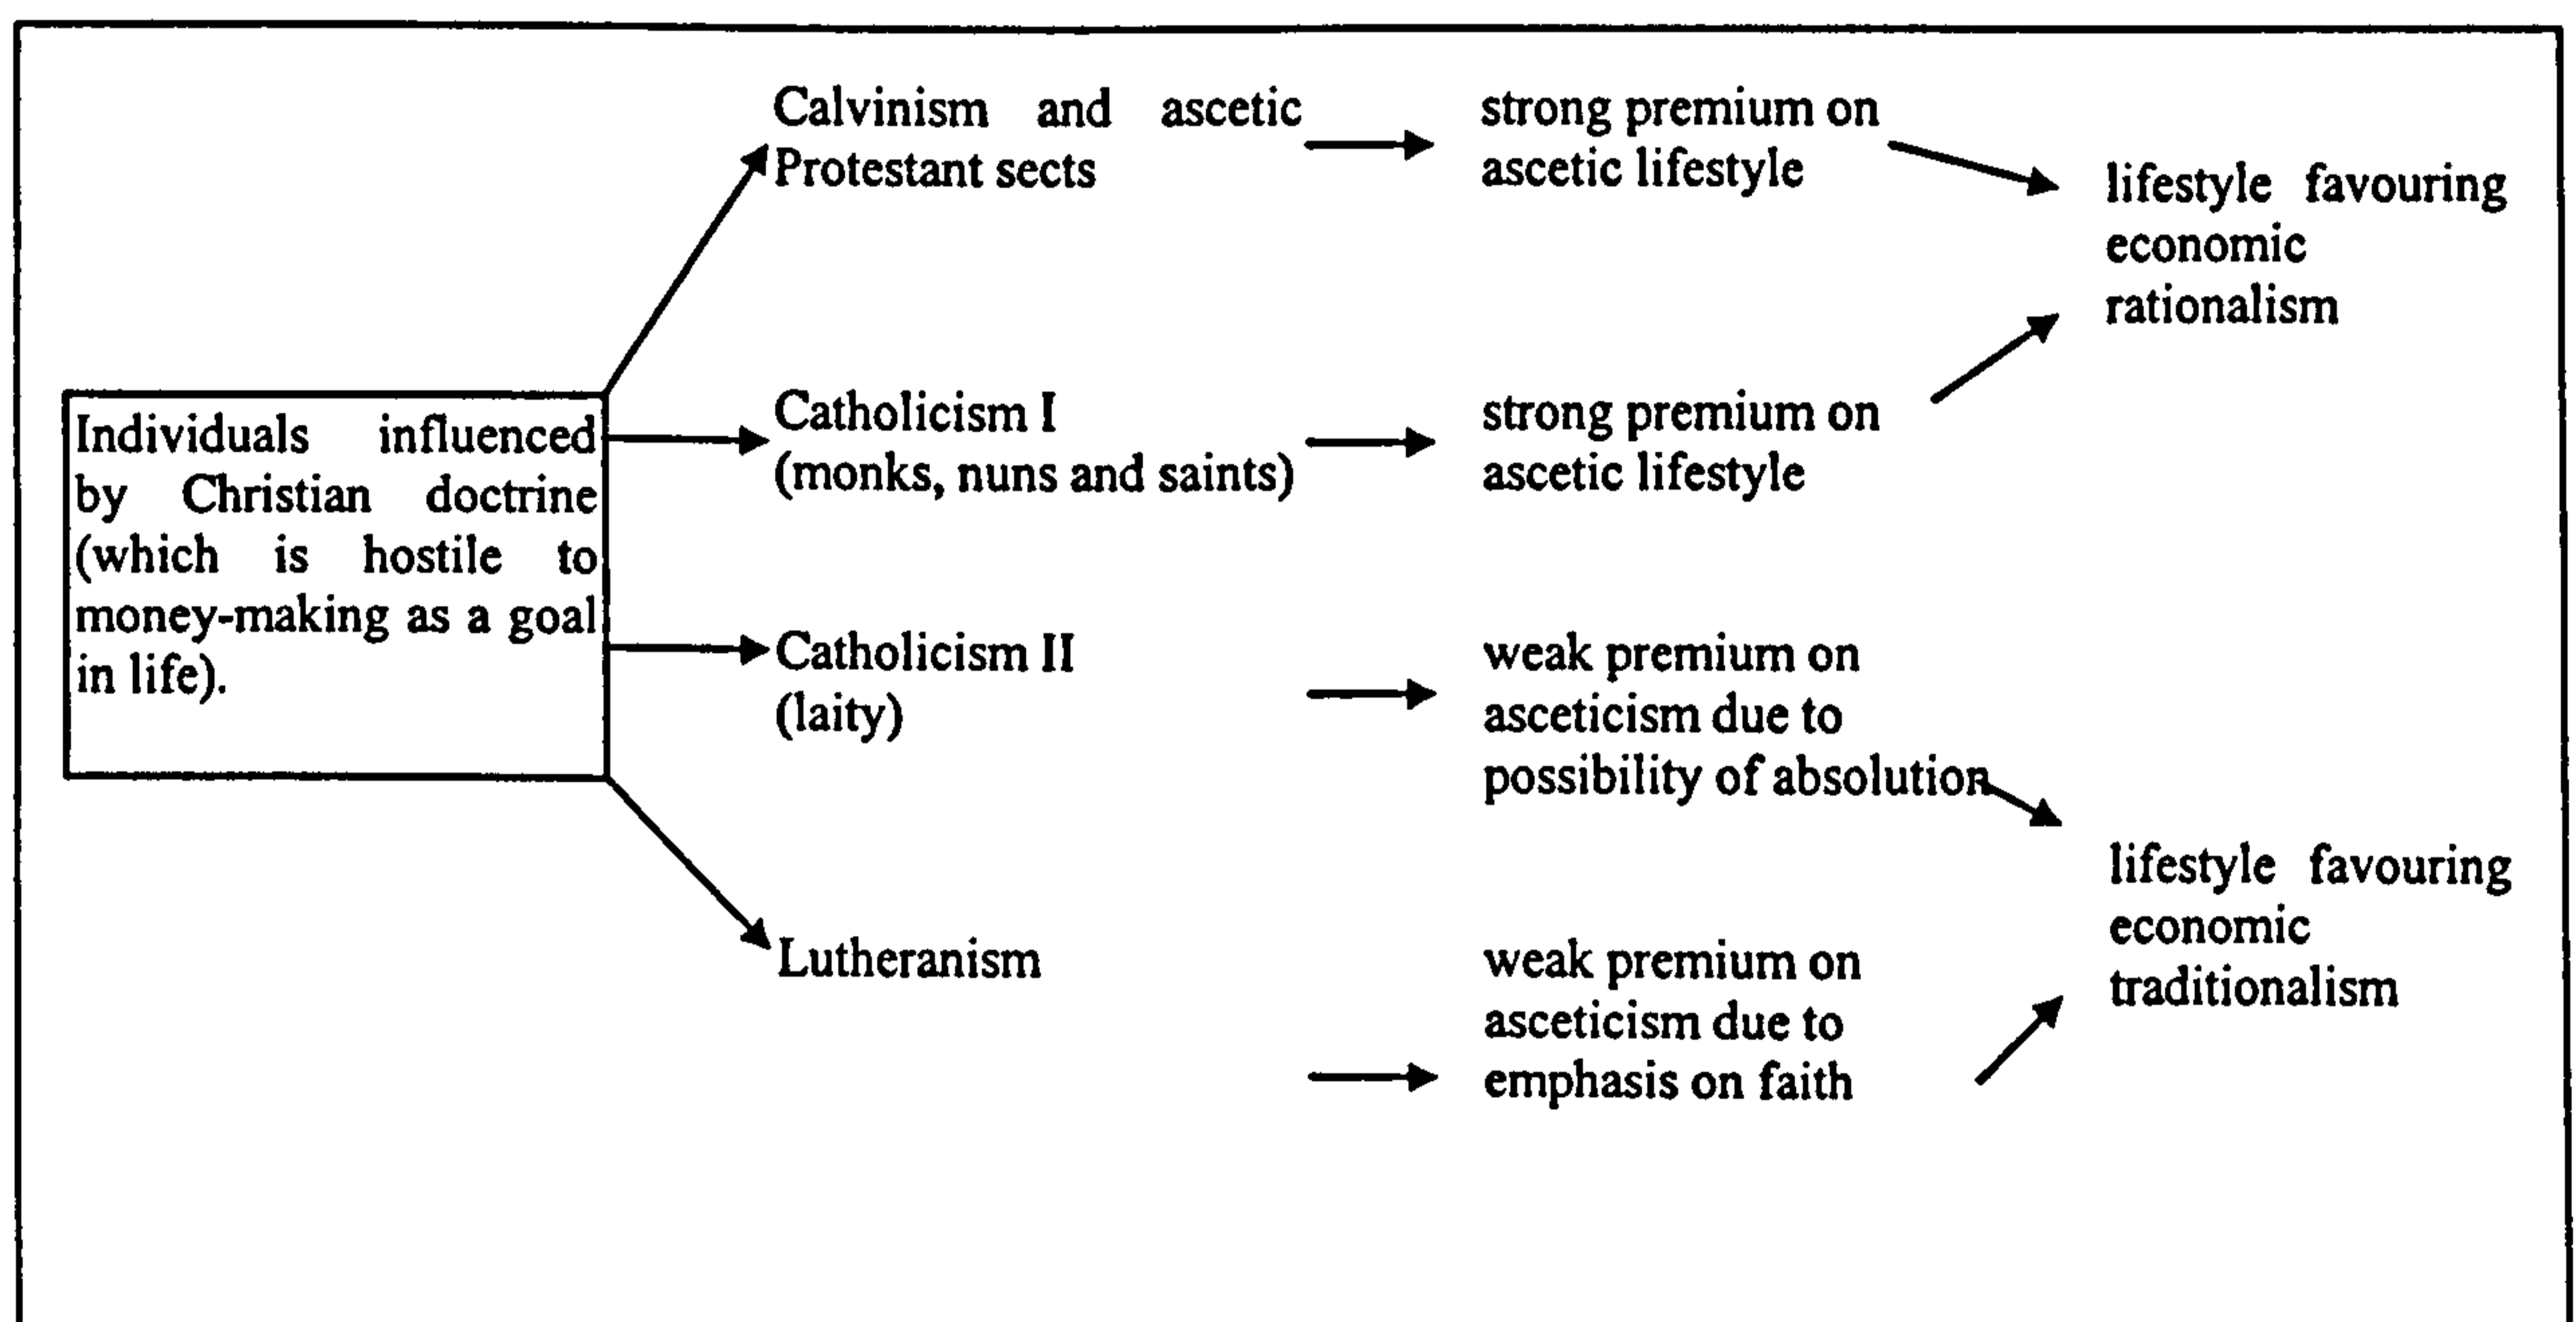 Calvinism and ascetic
Protestant sects
strong premium on
ascetic lifestyle
lifestyle favouring
economic
rationalism
Individuals influenced
by Christian doctrine
(which is hostile to
money-making as a goal
in life).
Catholicism I
(monks, nuns and saints)
strong premium on
ascetic lifestyle
Catholicism II
(laity)
weak premium on
asceticism due to
possibility of absolution
Lutheranism
weak premium on
asceticism due to
emphasis on faith
lifestyle favouring
economic
traditionalism